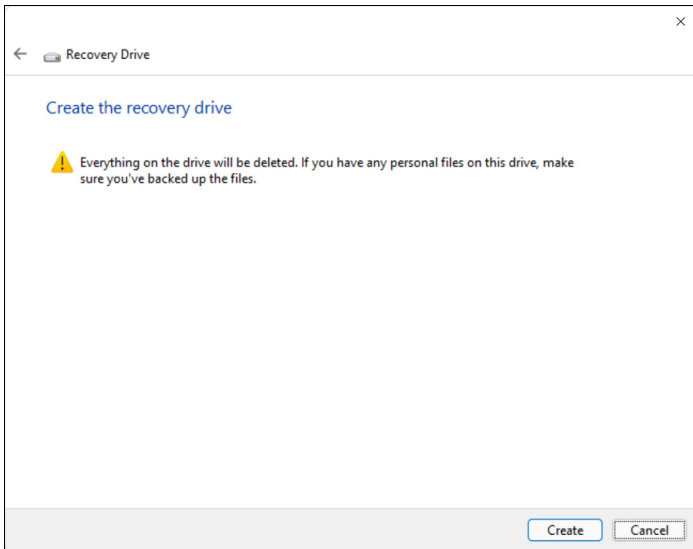 Recovery Drive
Create the recovery drive
Everything on the drive will be deleted. If you have any personal files on this drive, make
sure you've backed up the files.
Create
Cancel